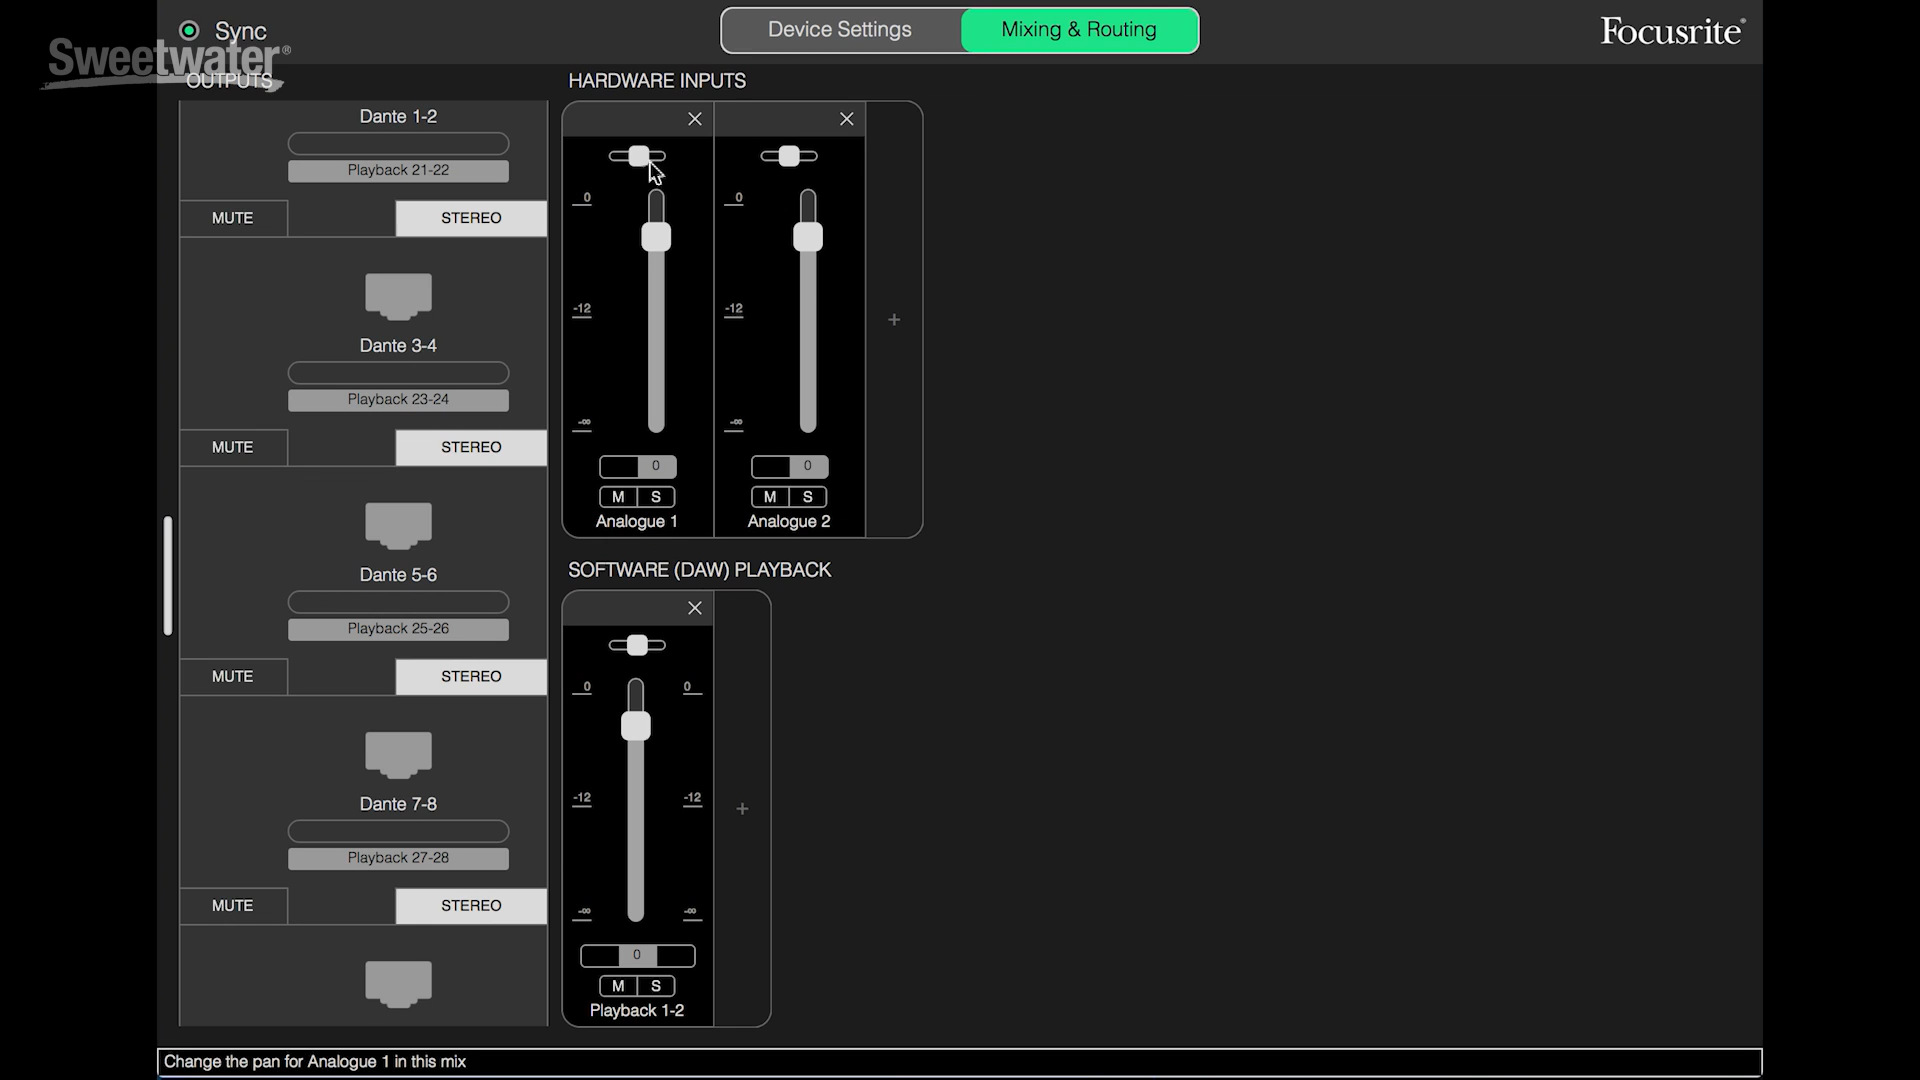 Sync
Device Settings
Mixing & Routing
Focusrite®
Sweetwater®
OUTPUTS
Dante 1-2
Playback 21-22
MUTE
STEREO
Dante 3-4
Playback 23-24
MUTE
STEREO
Dante 5-6
Playback 25-26
MUTE
STEREO
Dante 7-8
Playback 27-28
MUTE
STEREO
HARDWARE INPUTS
0
-12
-∞
0
M S
Analogue 1
0
-12
-∞
0
M S
Analogue 2
+
SOFTWARE (DAW) PLAYBACK
0 0
-12 -12
-∞ -∞
0
M S
Playback 1-2
+
Change the pan for Analogue 1 in this mix